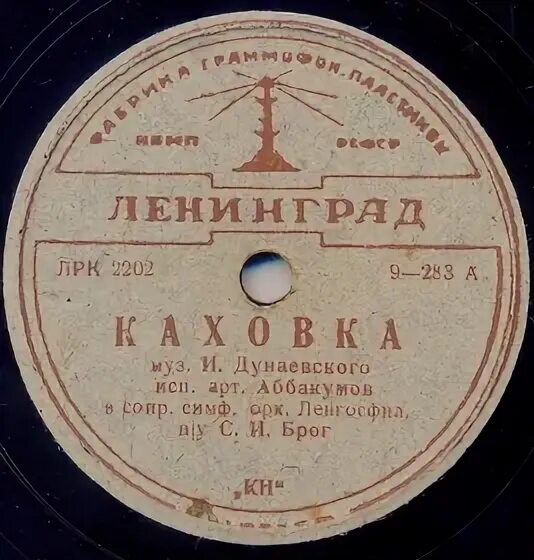 ФАБРИКА ГРАММОФОН. ПЛАСТИНОК
НКМП РСФСР
ЛЕНИНГРАД
ЛРК 2202 9—283 А
КАХОВКА
муз. И. Дунаевского
исп. арт. Аббакумов
в сопр. симф. орк. Ленгосфил.
п/у С. И. Брог
„КН“